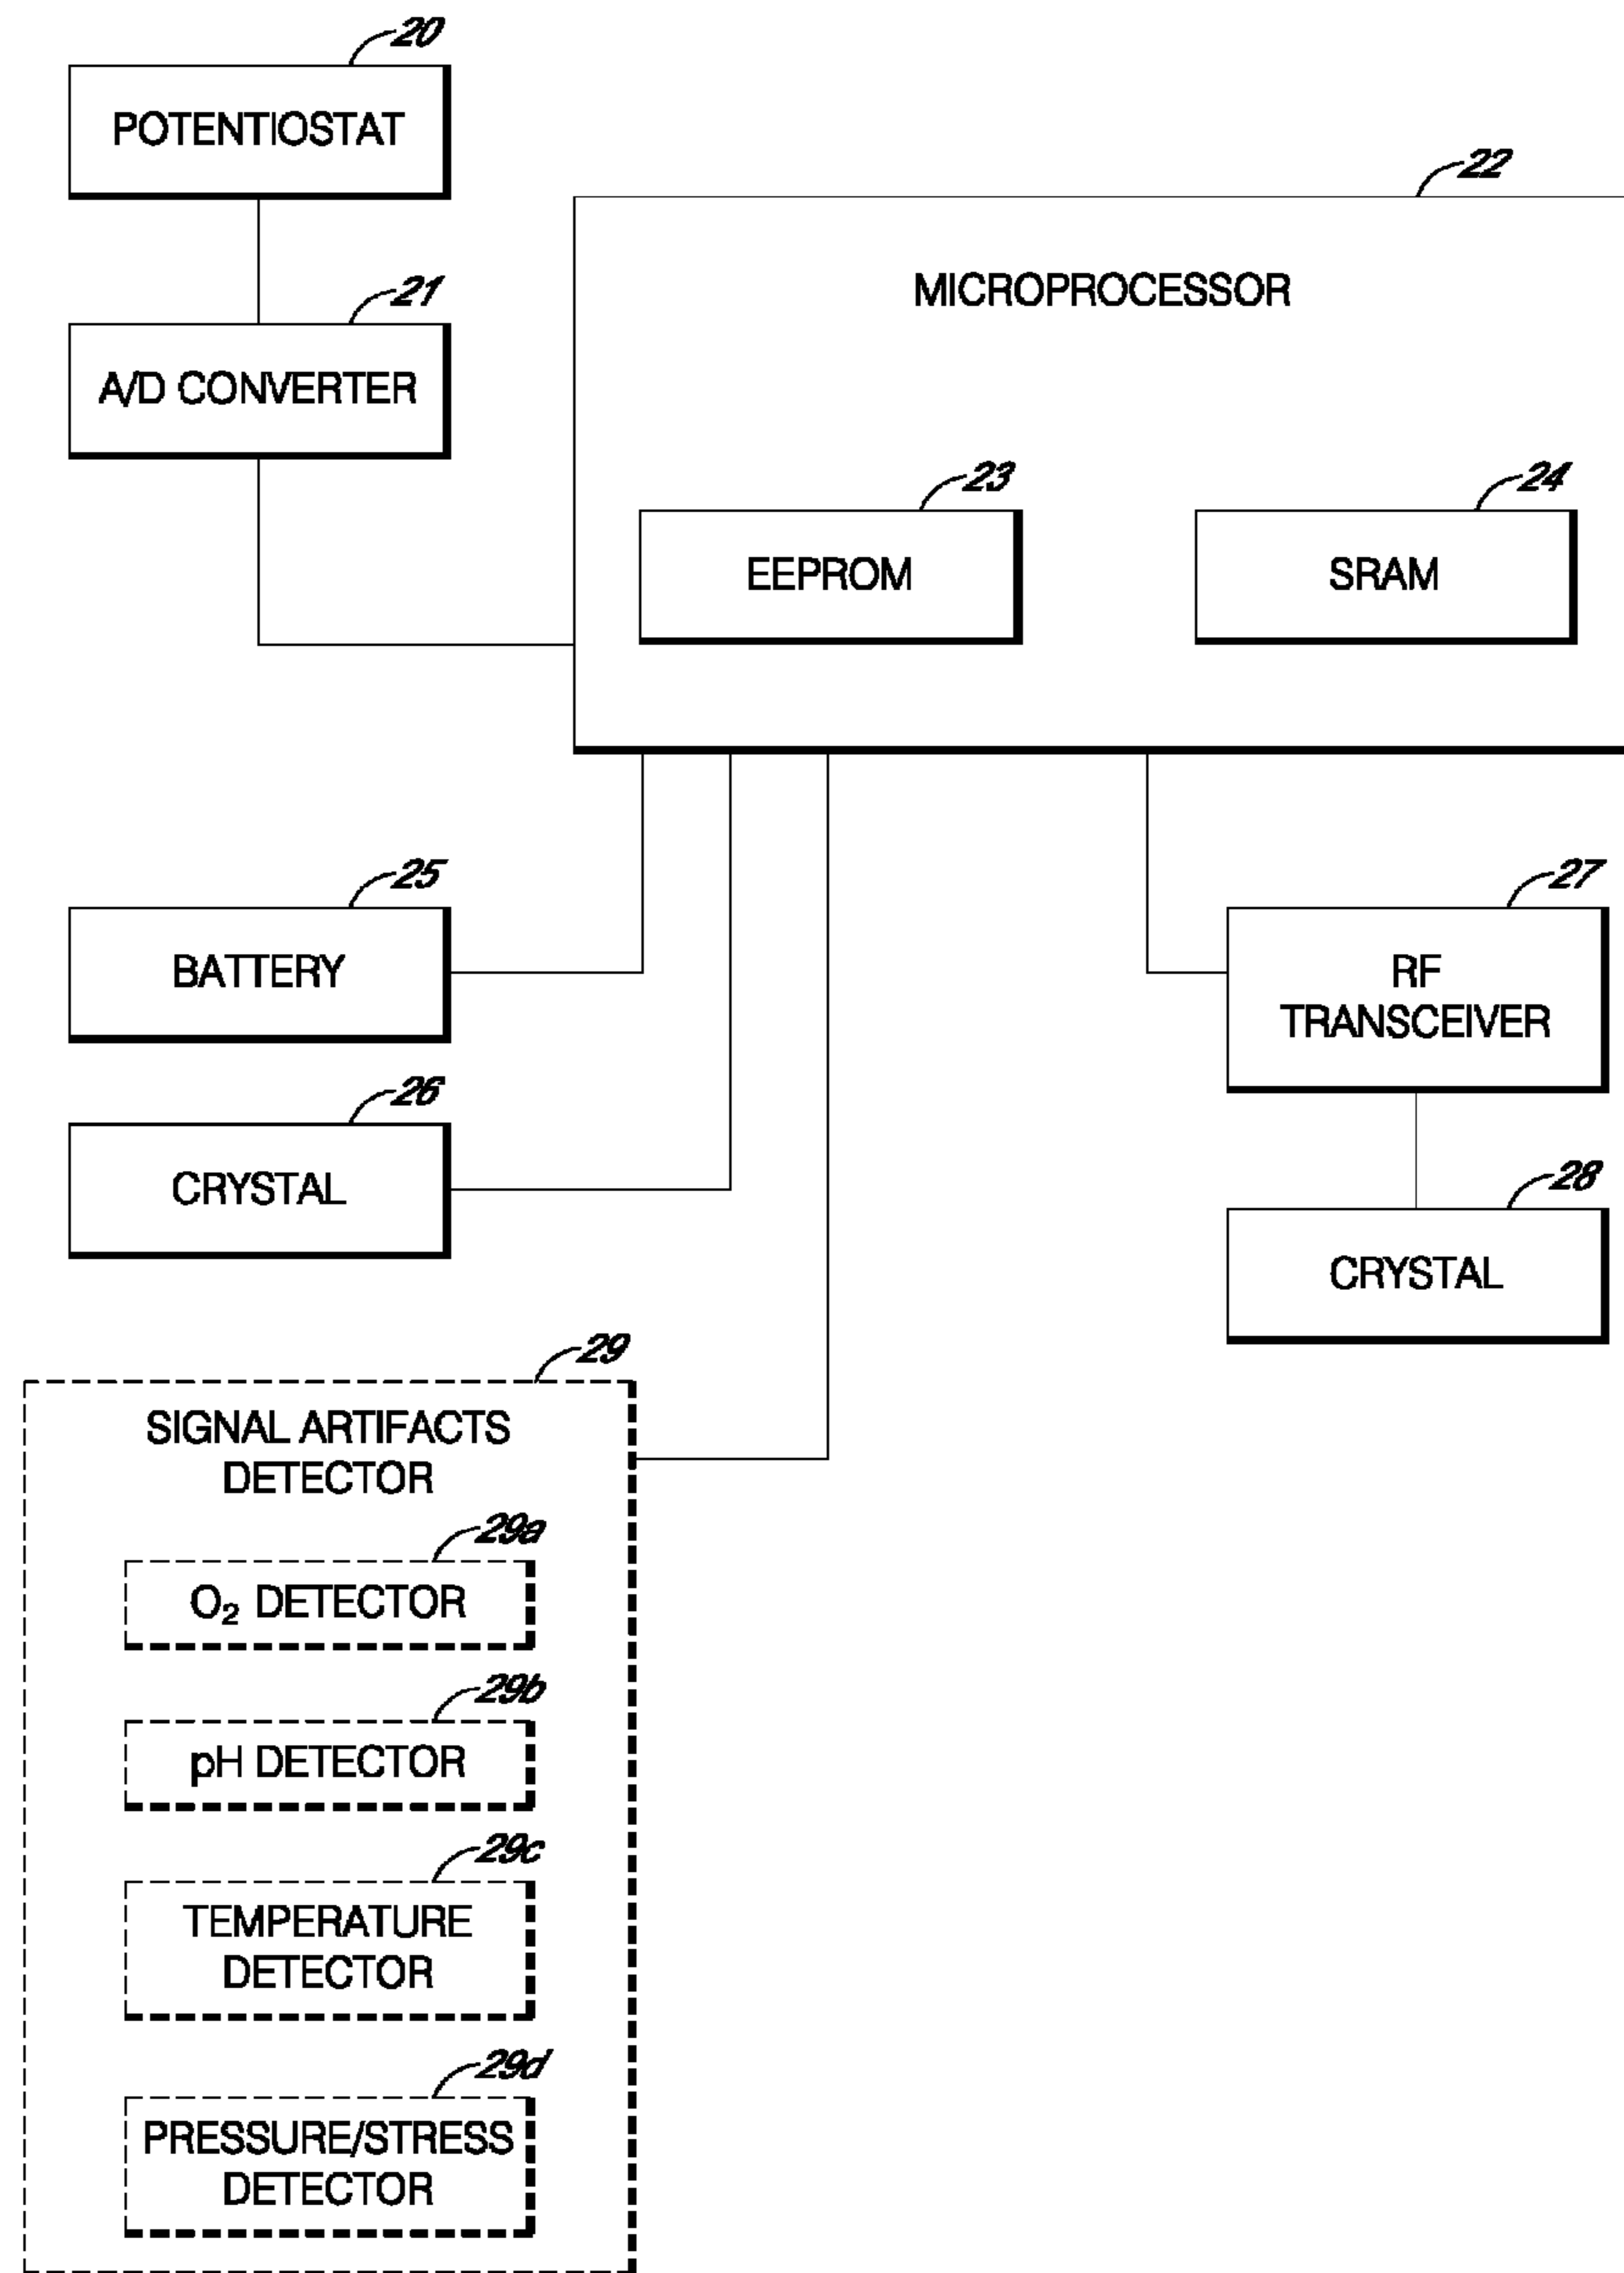 20
POTENTIOSTAT
22
MICROPROCESSOR
21
A/D CONVERTER
23
EEPROM
24
SRAM
25
BATTERY
27
RF
TRANSCEIVER
26
CRYSTAL
28
CRYSTAL
29
SIGNAL ARTIFACTS
DETECTOR
29a
O₂ DETECTOR
29b
pH DETECTOR
29c
TEMPERATURE
DETECTOR
29d
PRESSURE/STRESS
DETECTOR